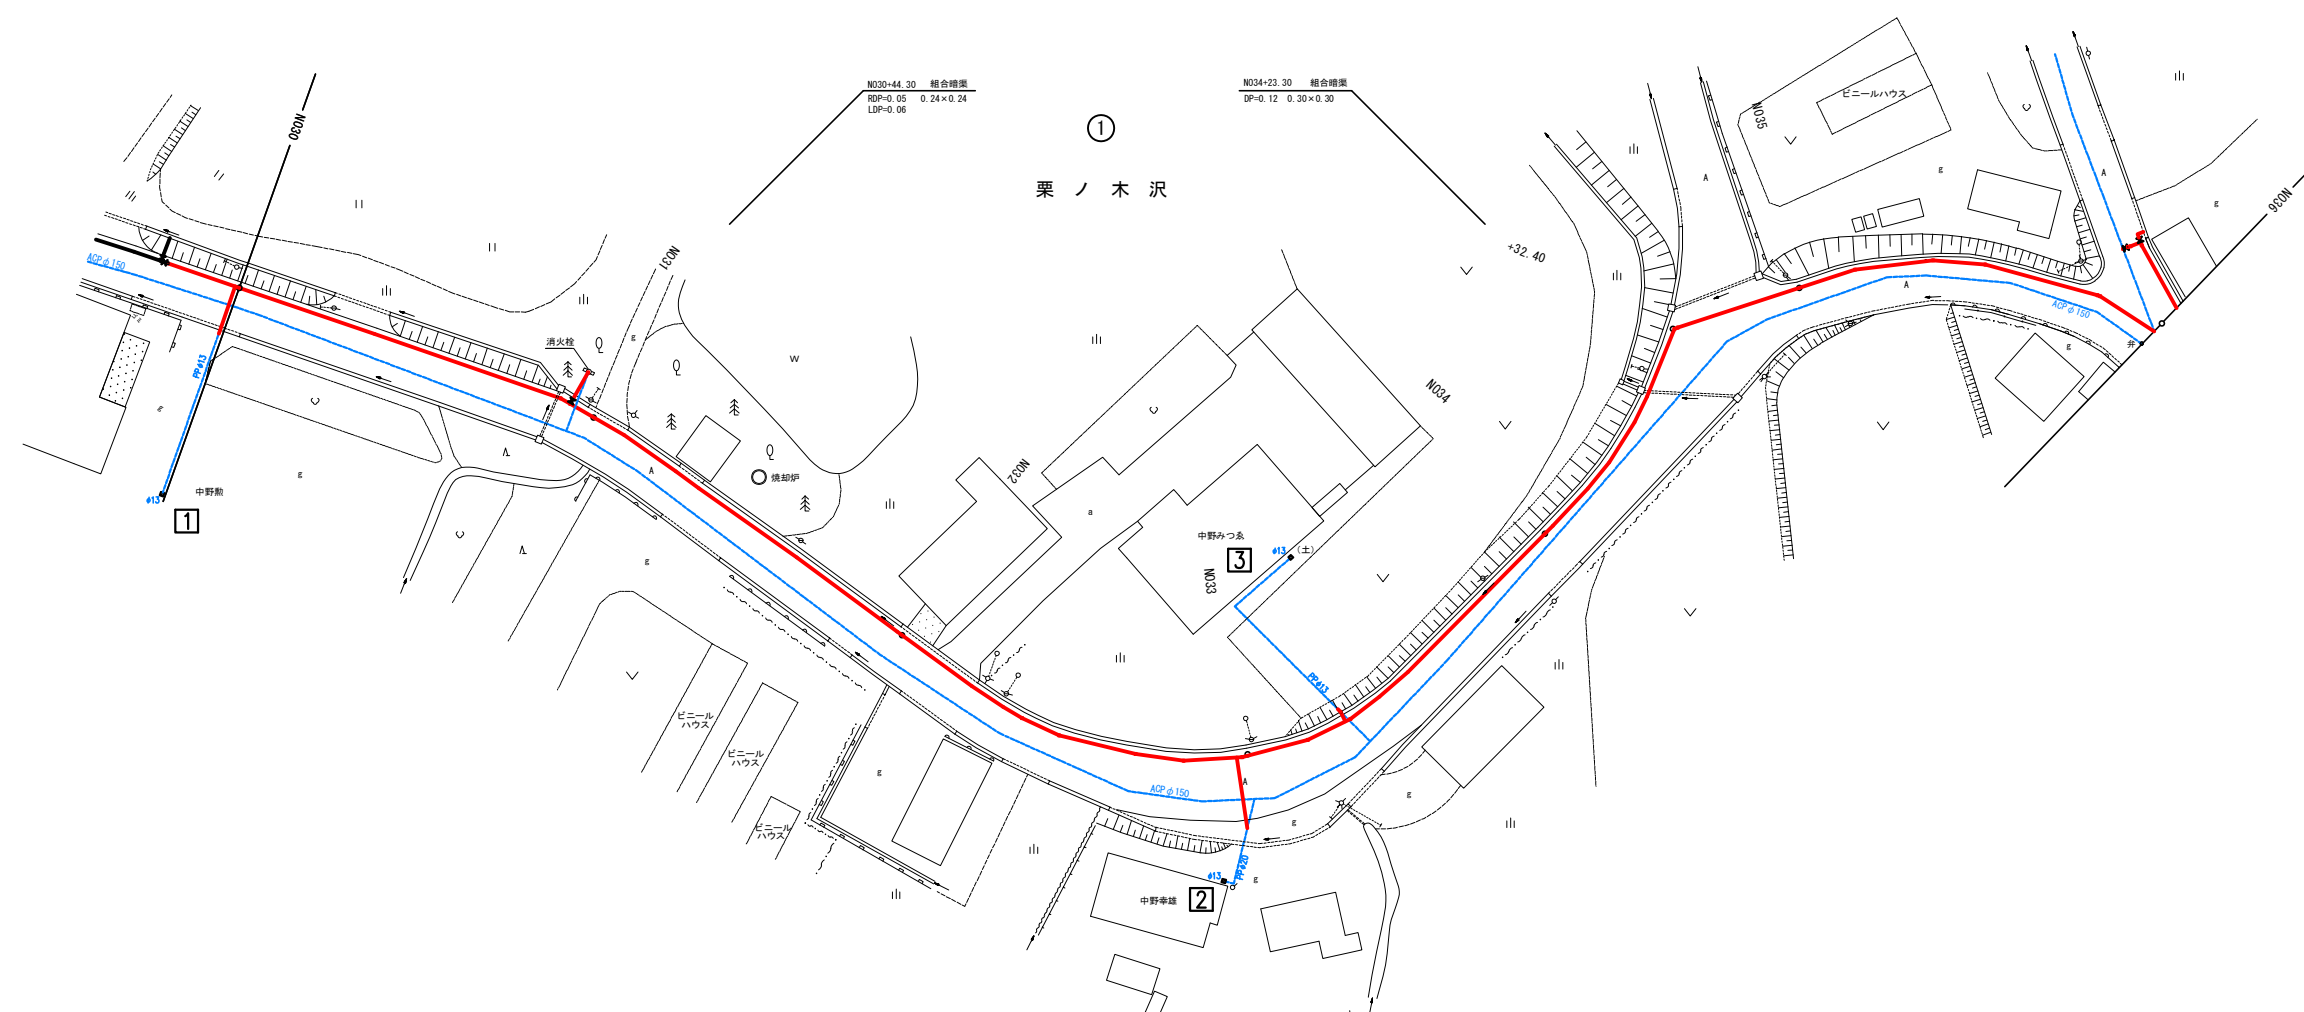 NO30+44.30 組合暗渠
RDP=0.05 0.24×0.24
LDP=0.06
NO34+23.30 組合暗渠
DP=0.12 0.30×0.30
1
栗ノ木沢
NO30
NO31
NO32
NO33
NO34
+32.40
NO35
NO36
ビニールハウス
A
A
g
g
g
ACPφ150
消火栓
g
W
PPφ13
g
φ13
中野勲
1
g
A
焼却炉
a
中野みつゑ
3
φ13
(土)
PPφ13
g
A
ACPφ150
弁
g
ビニール
ハウス
ビニール
ハウス
ビニール
ハウス
g
ACPφ150
A
g
g
PPφ20
φ13
g
中野幸雄
2